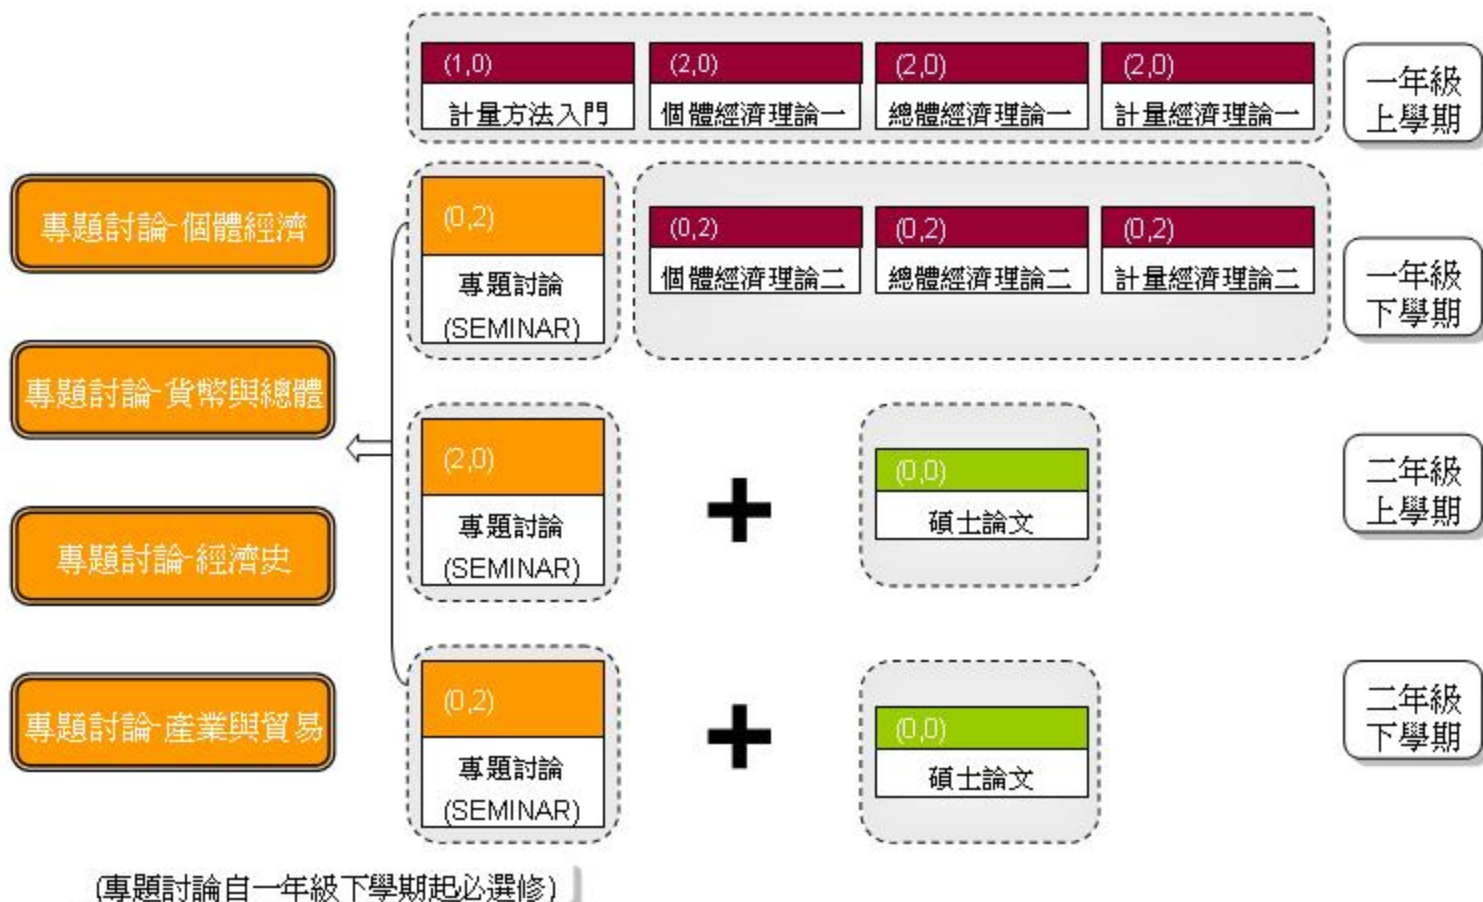 (1,0)
計量方法入門
(2,0)
個體經濟理論一
(2,0)
總體經濟理論一
(2,0)
計量經濟理論一
一年級
上學期
專題討論-個體經濟
專題討論-貨幣與總體
專題討論-經濟史
專題討論-產業與貿易
(0,2)
專題討論
(SEMINAR)
(0,2)
個體經濟理論二
(0,2)
總體經濟理論二
(0,2)
計量經濟理論二
一年級
下學期
(2,0)
專題討論
(SEMINAR)
+
(0,0)
碩士論文
二年級
上學期
(0,2)
專題討論
(SEMINAR)
+
(0,0)
碩士論文
二年級
下學期
(專題討論自一年級下學期起必選修)